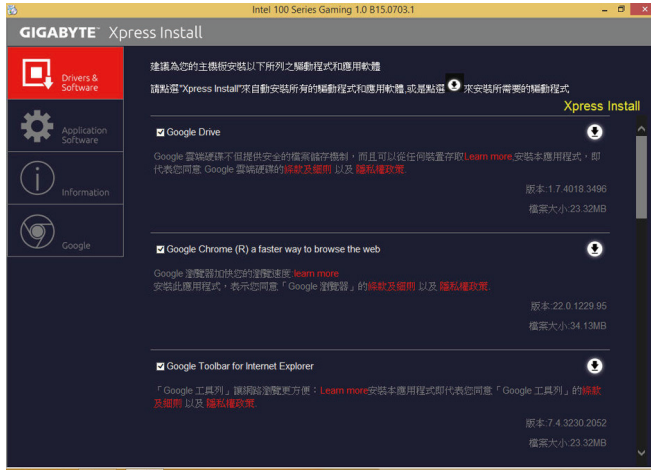 Intel 100 Series Gaming 1.0 B15.0703.1
GIGABYTE™ Xpress Install
Drivers & Software
建議為您的主機板安裝以下所列之驅動程式和應用軟體
請點選"Xpress Install"來自動安裝所有的驅動程式和應用軟體,或是點選 來安裝所需要的驅動程式
Xpress Install
Application Software
Information
Google
Google Drive
Google 雲端硬碟不但提供安全的檔案儲存機制，而且可以從任何裝置存取Learn more,安裝本應用程式，即
代表您同意 Google 雲端硬碟的條款及細則 以及 隱私權政策.
版本:1.7.4018.3496
檔案大小:23.32MB
Google Chrome (R) a faster way to browse the web
Google 瀏覽器加快您的瀏覽速度 learn more
安裝此應用程式，表示您同意「Google 瀏覽器」的條款及細則 以及 隱私權政策.
版本:22.0.1229.95
檔案大小:34.13MB
Google Toolbar for Internet Explorer
「Google 工具列」讓網路瀏覽更方便：Learn more安裝本應用程式即代表您同意「Google 工具列」的條款
及細則 以及 隱私權政策.
版本:7.4.3230.2052
檔案大小:23.32MB